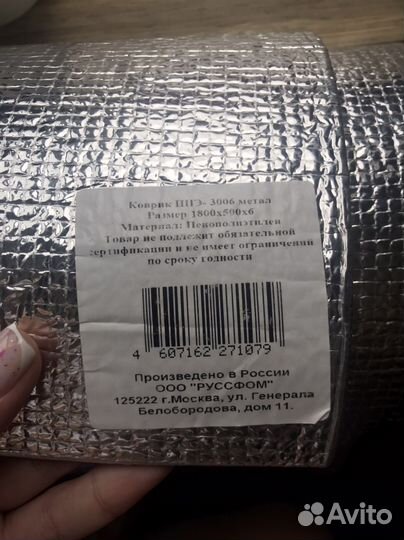 Коврик ППЭ- 3006 метал
Размер 1800х500х6
Материал: Пенополиэтилен
Товар не подлежит обязательной
сертификации и не имеет ограничений
по сроку годности
4 607162 271079
Произведено в России
ООО "РУССФОМ"
125222 г.Москва, ул. Генерала
Белобородова, дом 11.
Avito